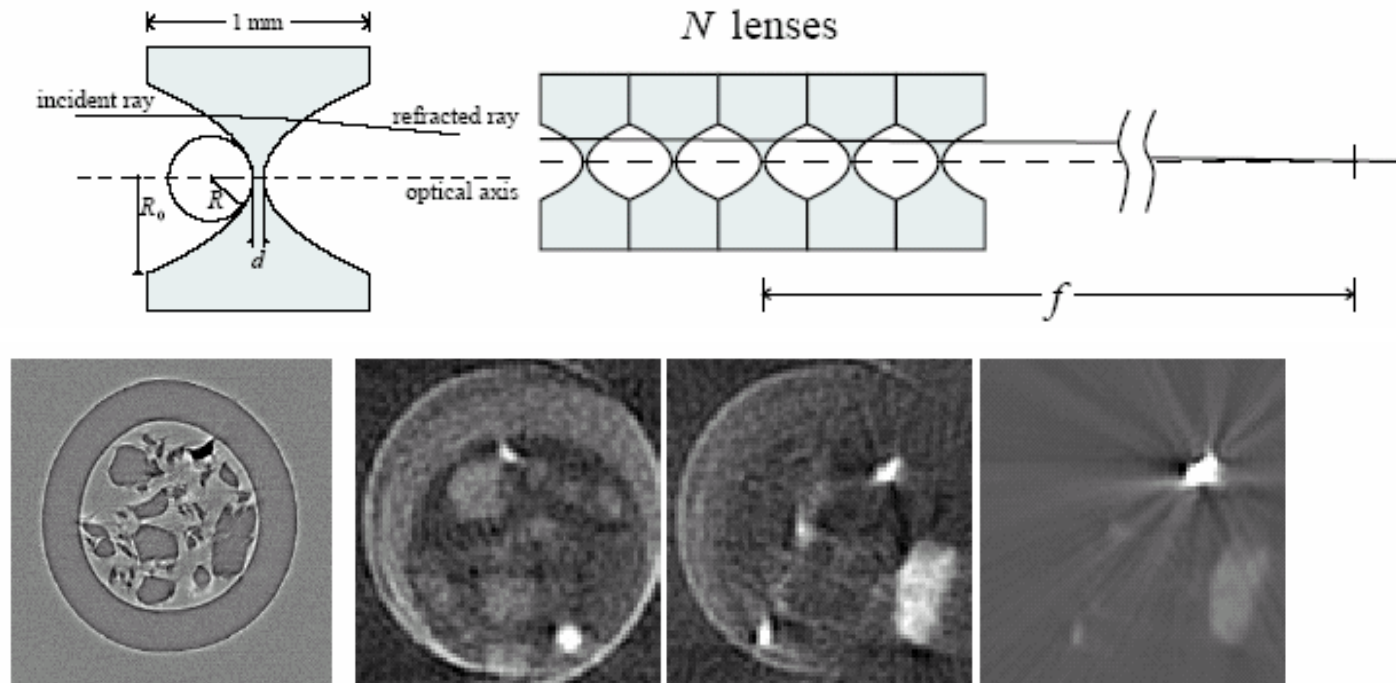 1 mm
N lenses
incident ray
refracted ray
R₀
R
optical axis
d
f